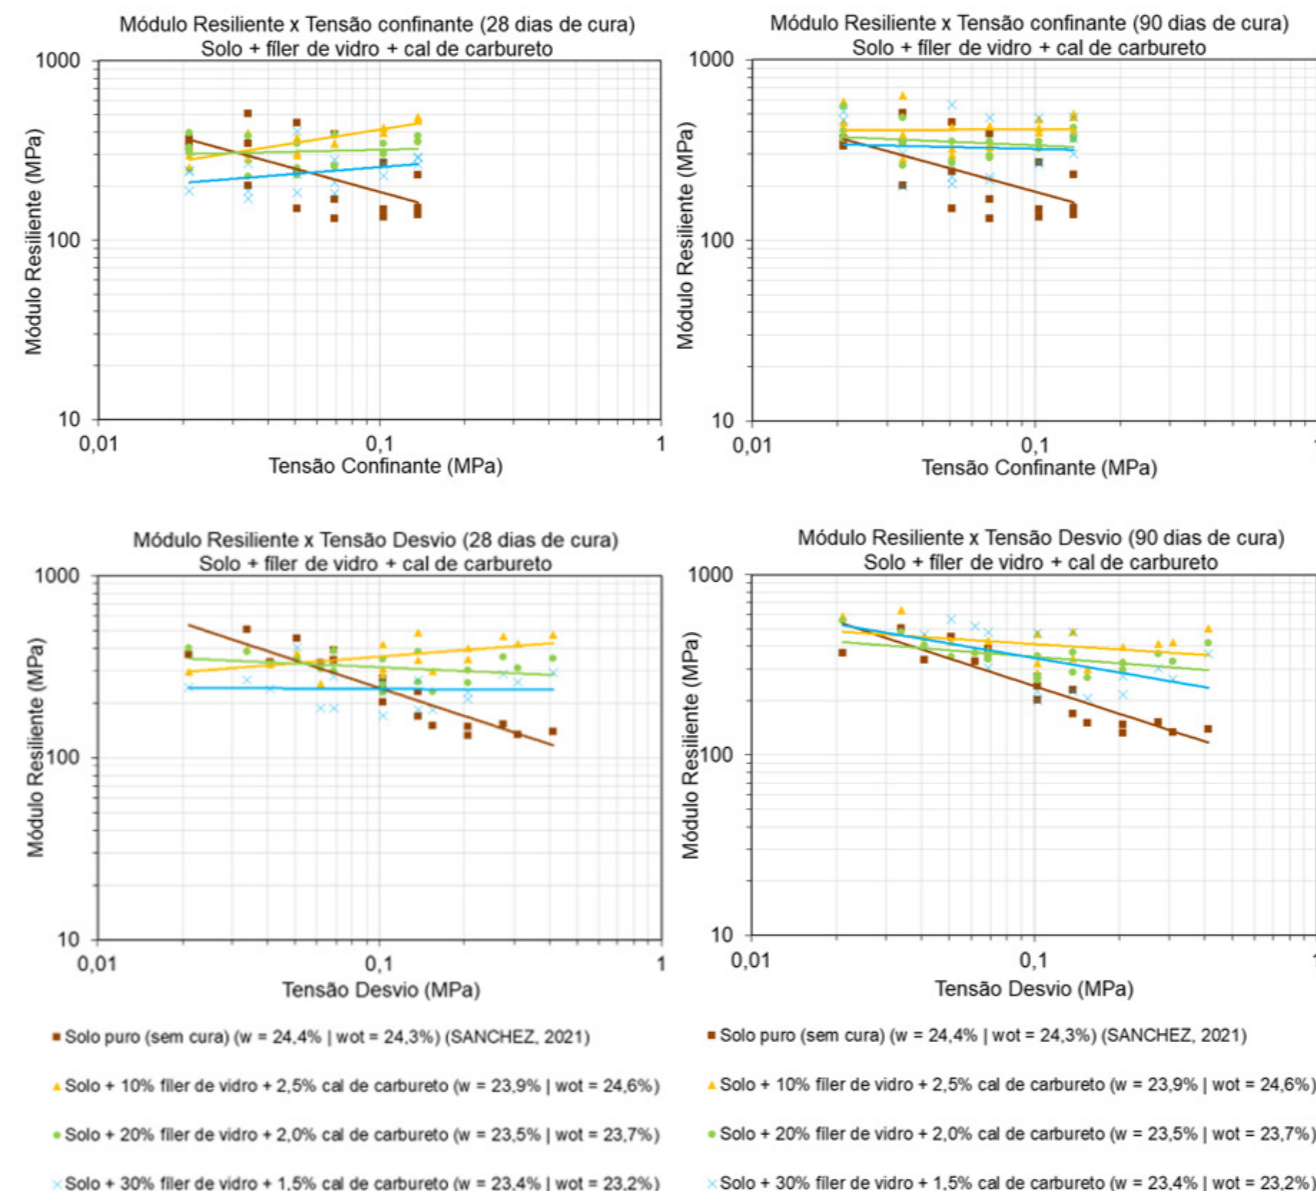 Módulo Resiliente x Tensão confinante (28 dias de cura)
Solo + fíler de vidro + cal de carbureto
1000
100
10
0,01
0,1
1
Módulo Resiliente (MPa)
Tensão Confinante (MPa)
Módulo Resiliente x Tensão confinante (90 dias de cura)
Solo + fíler de vidro + cal de carbureto
1000
100
10
0,01
0,1
1
Módulo Resiliente (MPa)
Tensão Confinante (MPa)
Módulo Resiliente x Tensão Desvio (28 dias de cura)
Solo + fíler de vidro + cal de carbureto
1000
100
10
0,01
0,1
1
Módulo Resiliente (MPa)
Tensão Desvio (MPa)
Módulo Resiliente x Tensão Desvio (90 dias de cura)
Solo + fíler de vidro + cal de carbureto
1000
100
10
0,01
0,1
1
Módulo Resiliente (MPa)
Tensão Desvio (MPa)
Solo puro (sem cura) (w = 24,4% | wot = 24,3%) (SANCHEZ, 2021)
Solo + 10% fíler de vidro + 2,5% cal de carbureto (w = 23,9% | wot = 24,6%)
Solo + 20% fíler de vidro + 2,0% cal de carbureto (w = 23,5% | wot = 23,7%)
Solo + 30% fíler de vidro + 1,5% cal de carbureto (w = 23,4% | wot = 23,2%)
Solo puro (sem cura) (w = 24,4% | wot = 24,3%) (SANCHEZ, 2021)
Solo + 10% fíler de vidro + 2,5% cal de carbureto (w = 23,9% | wot = 24,6%)
Solo + 20% fíler de vidro + 2,0% cal de carbureto (w = 23,5% | wot = 23,7%)
Solo + 30% fíler de vidro + 1,5% cal de carbureto (w = 23,4% | wot = 23,2%